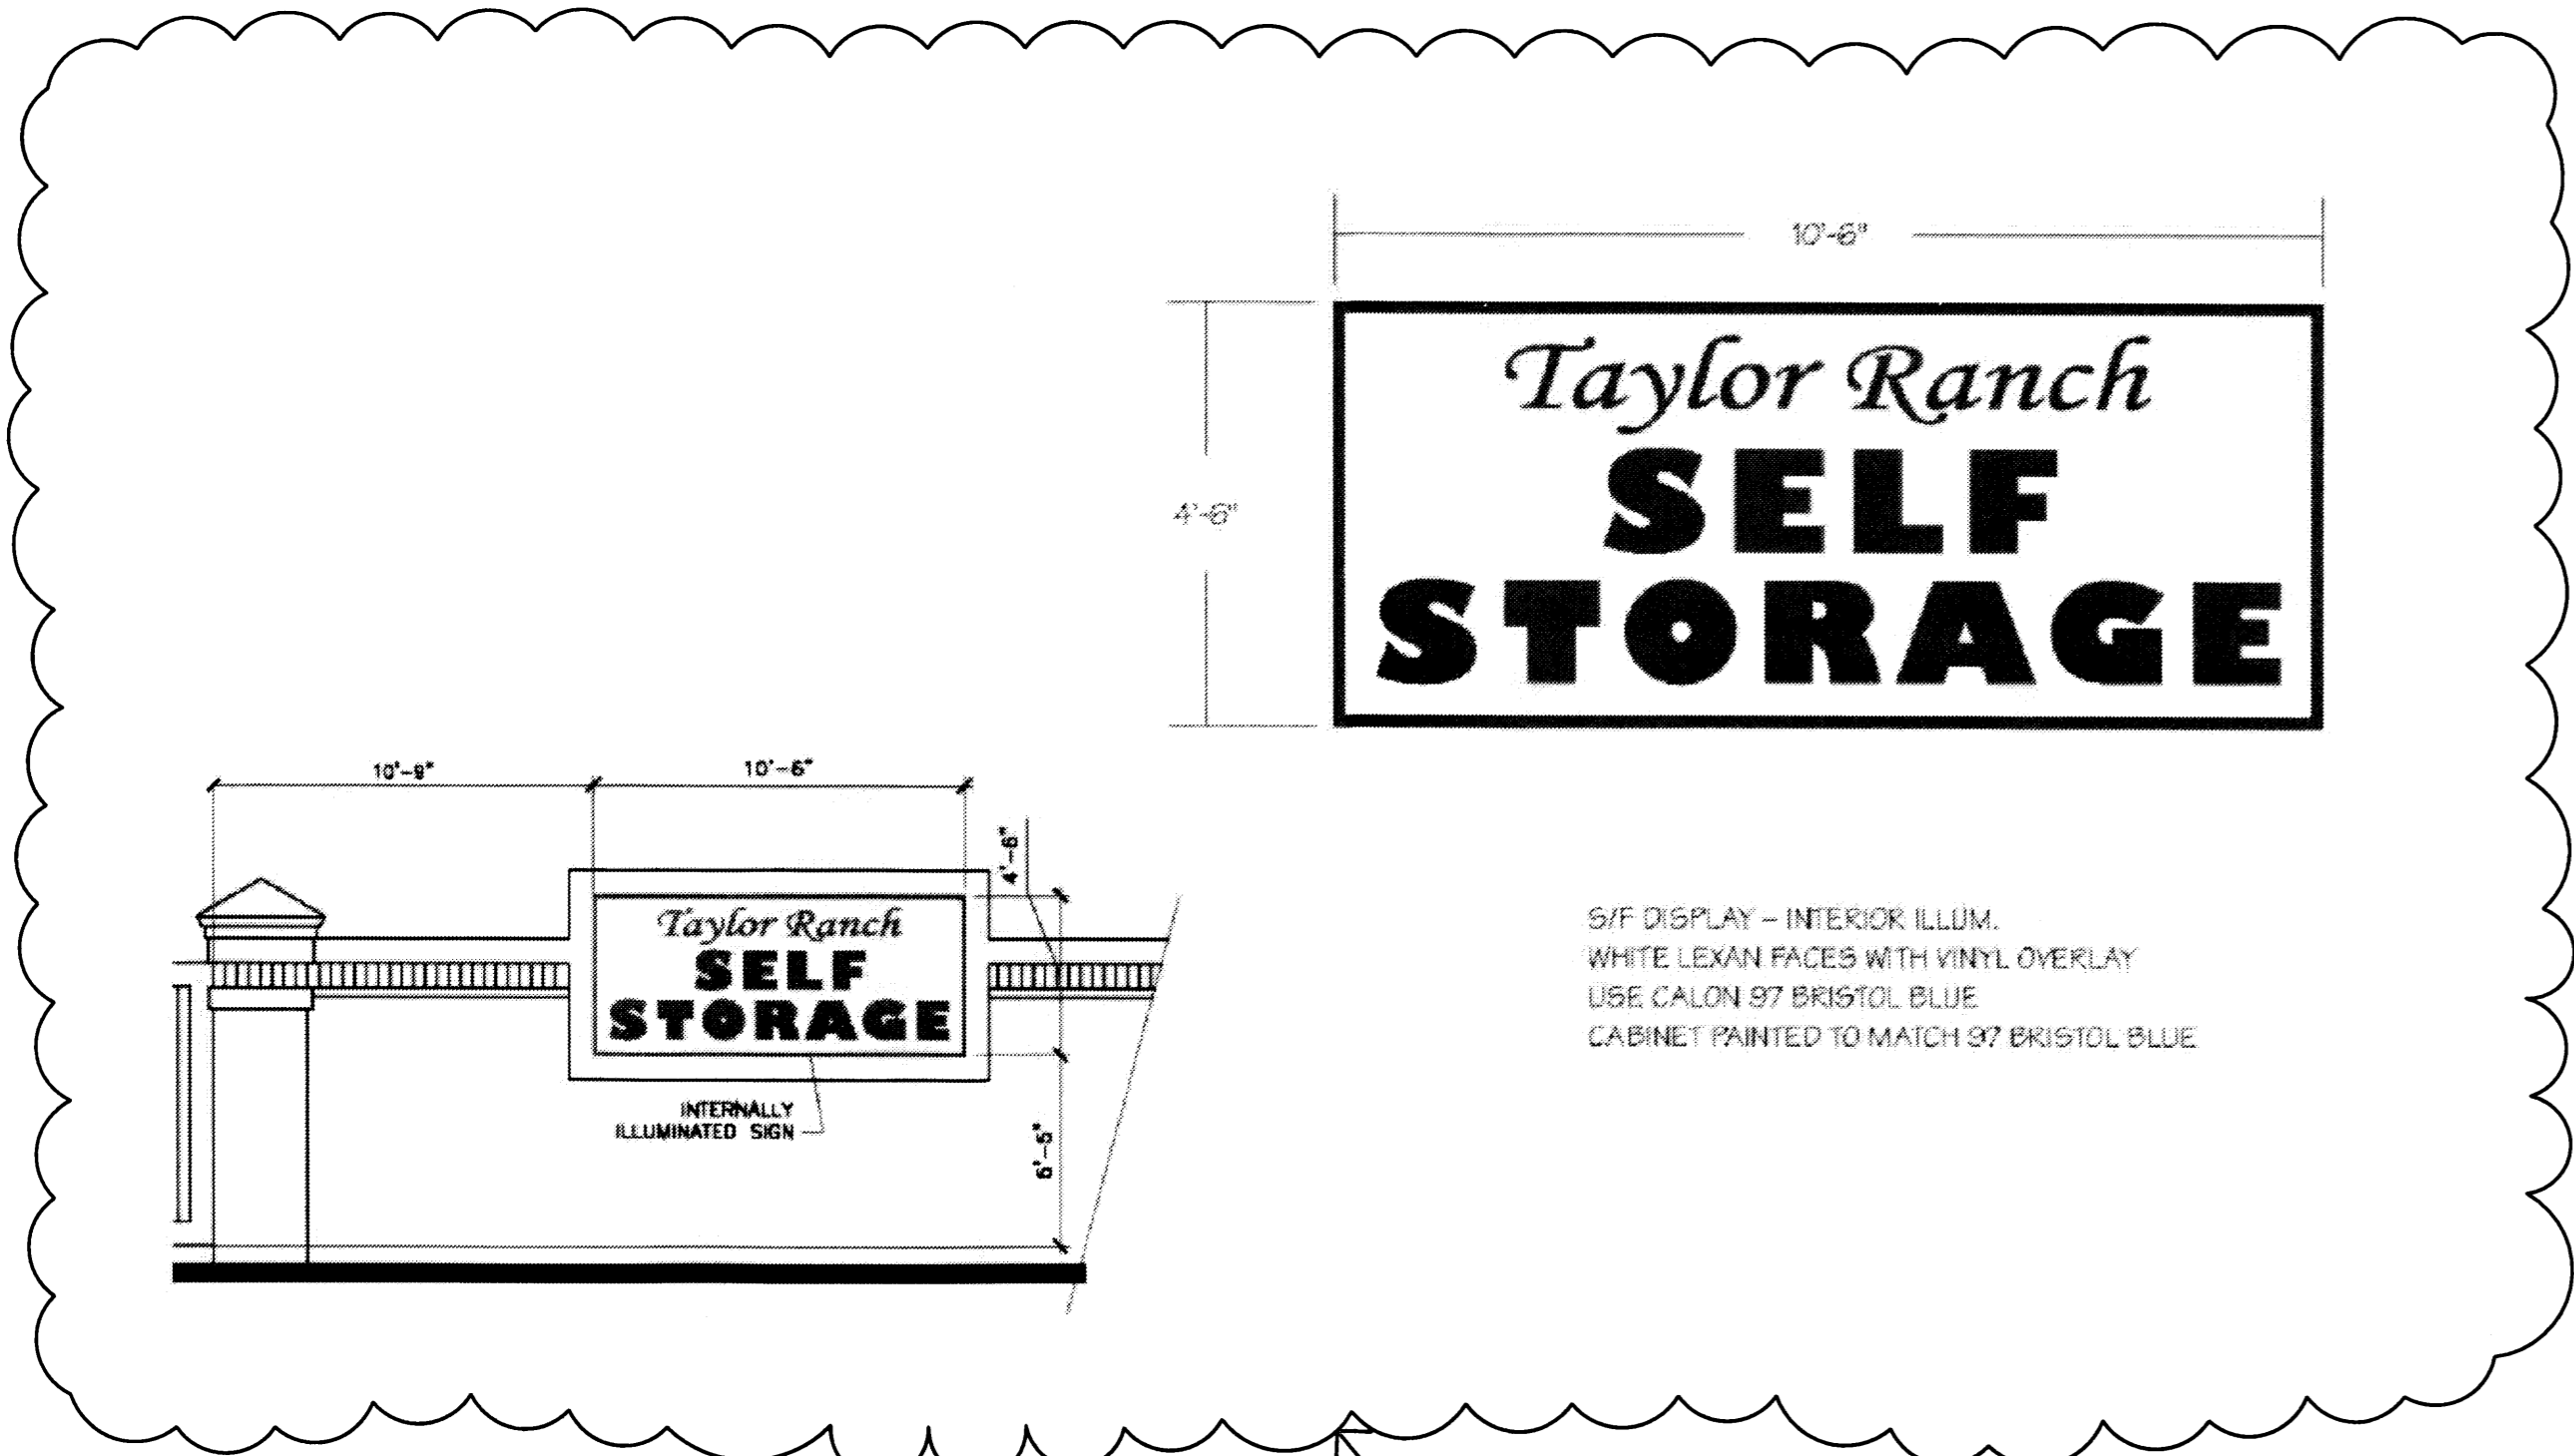 10'-6"
4'-6"
Taylor Ranch
SELF
STORAGE
10'-9"
10'-6"
4'-6"
Taylor Ranch
SELF
STORAGE
INTERNALLY
ILLUMINATED SIGN
6'-5"
S/F DISPLAY – INTERIOR ILLUM.
WHITE LEXAN FACES WITH VINYL OVERLAY
USE CALON 97 BRISTOL BLUE
CABINET PAINTED TO MATCH 97 BRISTOL BLUE